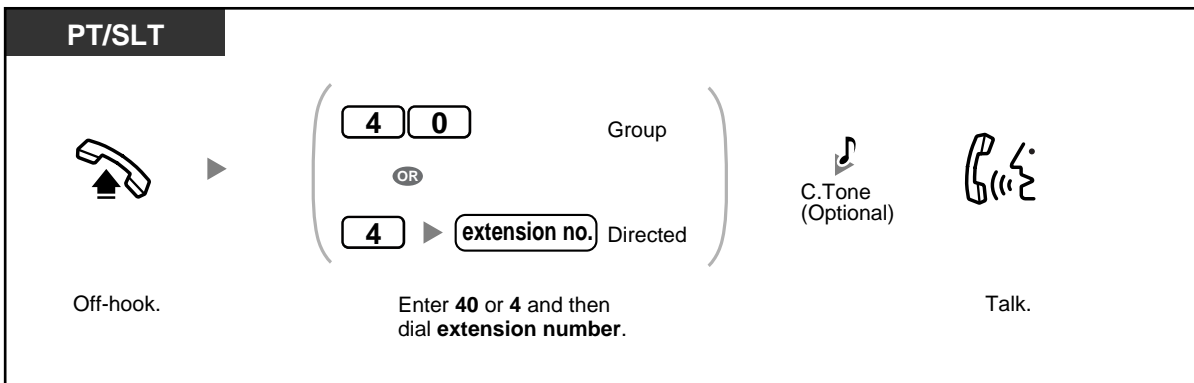 PT/SLT
4 0 Group
OR
4 extension no. Directed
C.Tone
(Optional)
Off-hook.
Enter 40 or 4 and then
dial extension number.
Talk.